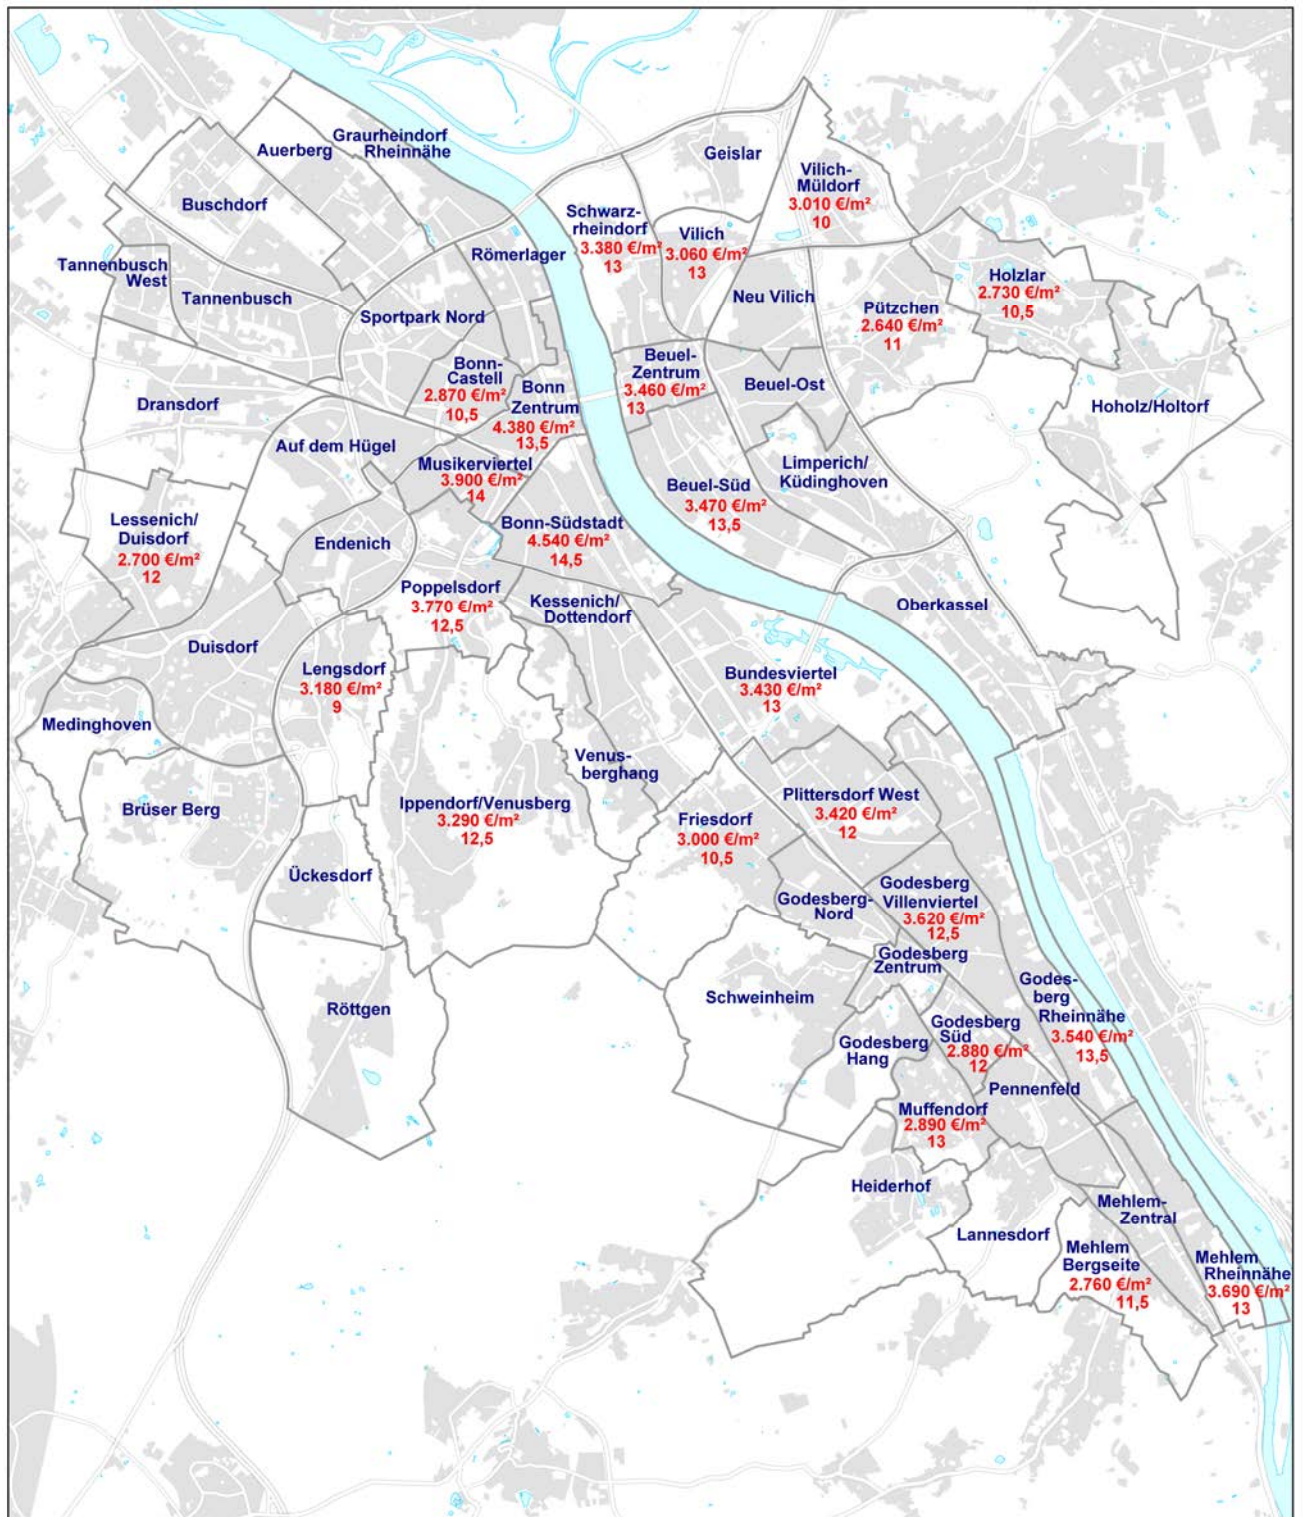 Graurheindorf
Rheinnähe
Auerberg
Buschdorf
Geislar
Vilich-
Müldorf
3.010 €/m²
10
Schwarz-
rheindorf
3.380 €/m²
13
Vilich
3.060 €/m²
13
Römerlager
Tannenbusch
West
Tannenbusch
Sportpark Nord
Neu Vilich
Pützchen
2.640 €/m²
11
Holzlar
2.730 €/m²
10,5
Bonn-
Castell
2.870 €/m²
10,5
Bonn
Zentrum
4.380 €/m²
13,5
Beuel-
Zentrum
3.460 €/m²
13
Beuel-Ost
Hoholz/Holtorf
Dransdorf
Auf dem Hügel
Musikerviertel
3.900 €/m²
14
Limperich/
Küdinghoven
Beuel-Süd
3.470 €/m²
13,5
Lessenich/
Duisdorf
2.700 €/m²
12
Endenich
Bonn-Südstadt
4.540 €/m²
14,5
Poppelsdorf
3.770 €/m²
12,5
Kessenich/
Dottendorf
Oberkassel
Duisdorf
Lengsdorf
3.180 €/m²
9
Bundesviertel
3.430 €/m²
13
Medinghoven
Venus-
berghang
Brüser Berg
Ippendorf/Venusberg
3.290 €/m²
12,5
Friesdorf
3.000 €/m²
10,5
Plittersdorf West
3.420 €/m²
12
Ückesdorf
Godesberg-
Nord
Godesberg
Villenviertel
3.620 €/m²
12,5
Godesberg
Zentrum
Röttgen
Schweinheim
Godes-
berg
Rheinnähe
3.540 €/m²
13,5
Godesberg
Hang
Godesberg
Süd
2.880 €/m²
12
Pennenfeld
Muffendorf
2.890 €/m²
13
Heiderhof
Lannesdorf
Mehlem-
Zentral
Mehlem
Bergseite
2.760 €/m²
11,5
Mehlem
Rheinnähe
3.690 €/m²
13